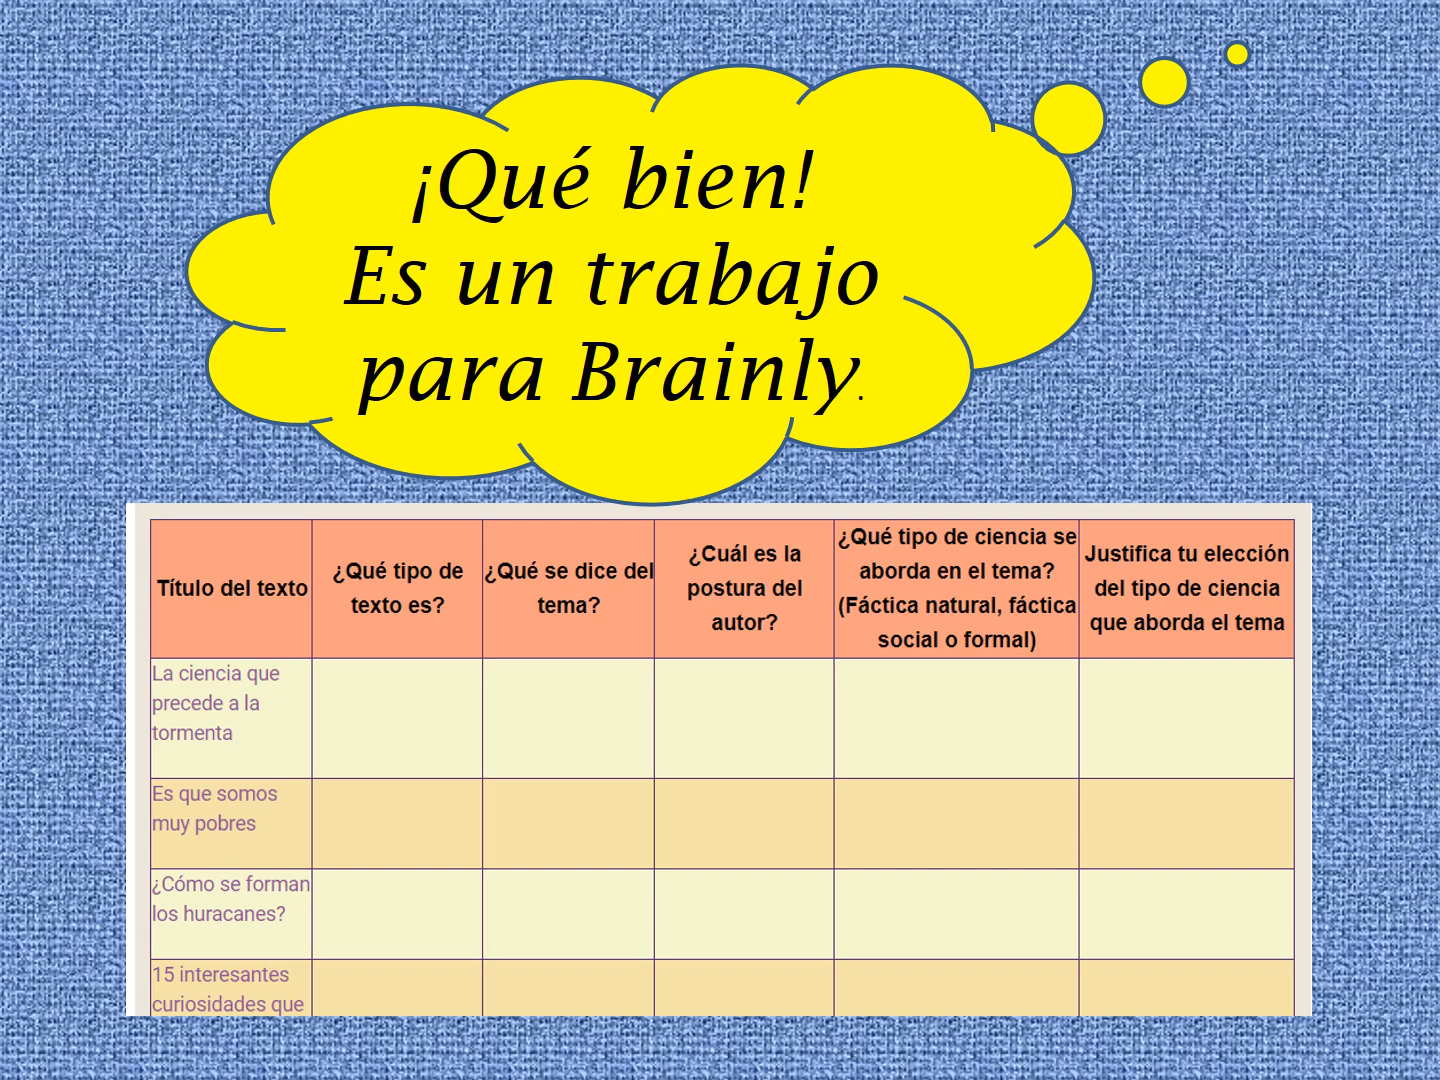 ¡Qué bien!
Es un trabajo
para Brainly.
Título del texto
¿Qué tipo de
texto es?
¿Qué se dice del
tema?
¿Cuál es la
postura del
autor?
¿Qué tipo de ciencia se
aborda en el tema?
(Fáctica natural, fáctica
social o formal)
Justifica tu elección
del tipo de ciencia
que aborda el tema
La ciencia que
precede a la
tormenta
Es que somos
muy pobres
¿Cómo se forman
los huracanes?
15 interesantes
curiosidades que